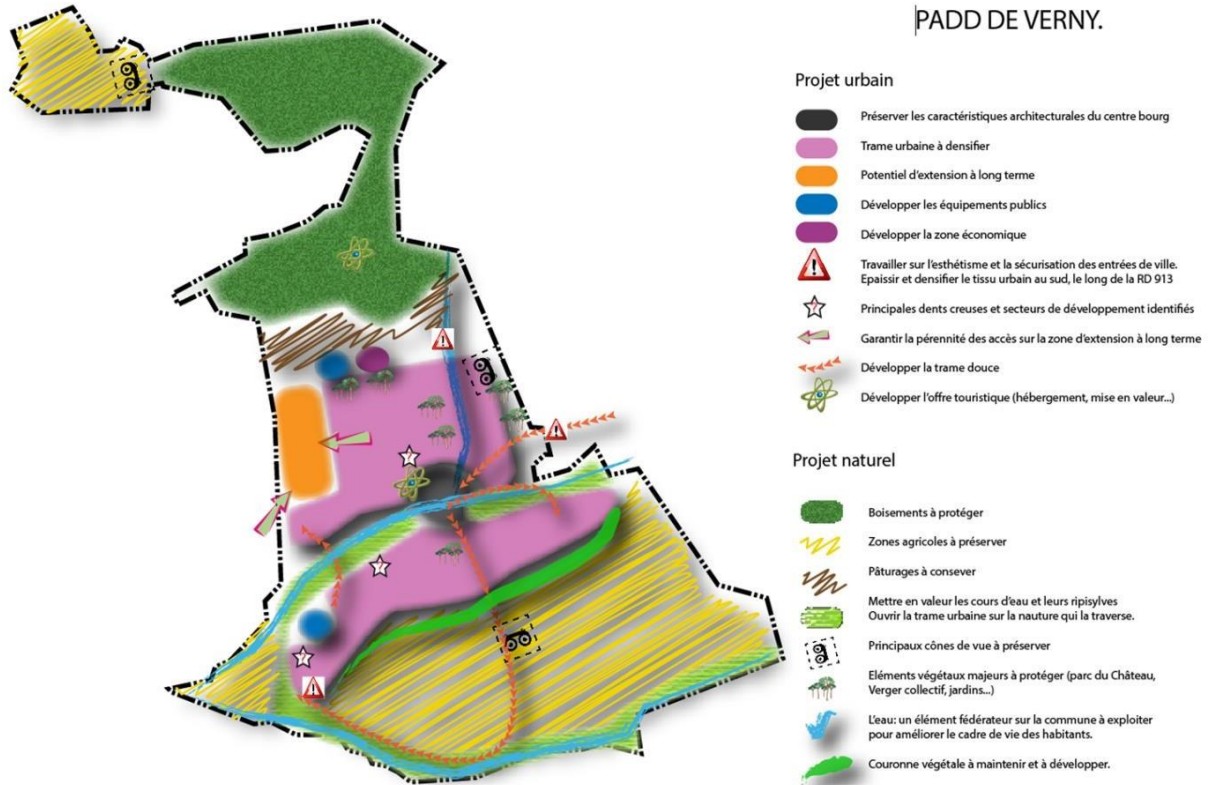 PADD DE VERNY.
Projet urbain
Préserver les caractéristiques architecturales du centre bourg
Trame urbaine à densifier
Potentiel d'extension à long terme
Développer les équipements publics
Développer la zone économique
Travailler sur l'esthétisme et la sécurisation des entrées de ville.
Epaissir et densifier le tissu urbain au sud, le long de la RD 913
Principales dents creuses et secteurs de développement identifiés
Garantir la pérennité des accès sur la zone d'extension à long terme
Développer la trame douce
Développer l'offre touristique (hébergement, mise en valeur...)
Projet naturel
Boisements à protéger
Zones agricoles à préserver
Pâturages à consever
Mettre en valeur les cours d'eau et leurs ripisylves
Ouvrir la trame urbaine sur la nauture qui la traverse.
Principaux cônes de vue à préserver
Eléments végétaux majeurs à protéger (parc du Château,
Verger collectif, jardins...)
L'eau: un élément fédérateur sur la commune à exploiter
pour améliorer le cadre de vie des habitants.
Couronne végétale à maintenir et à développer.